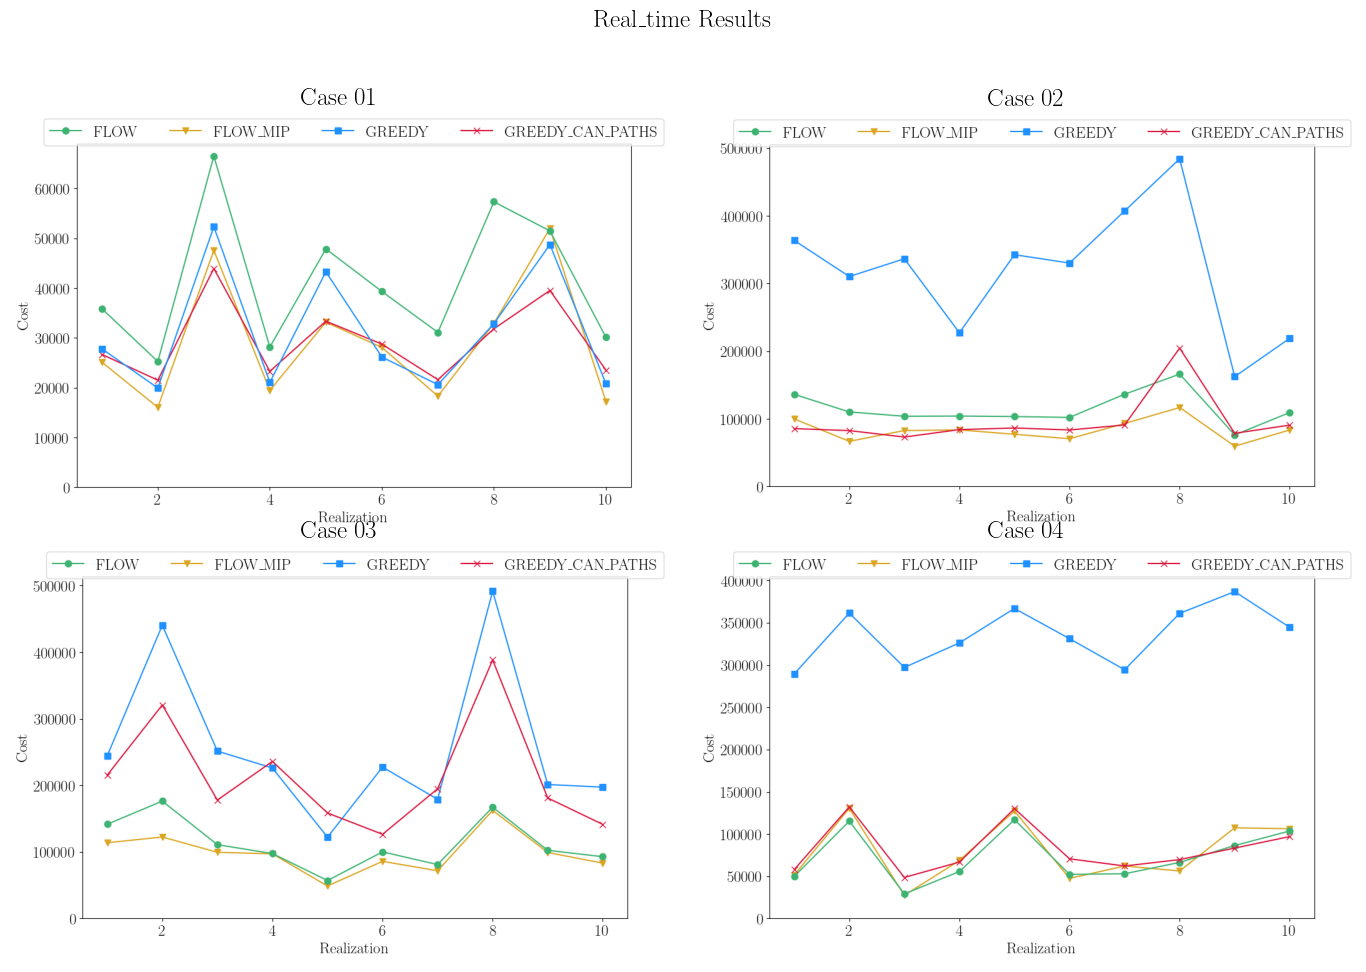 Real_time Results
Case 01
FLOW FLOW_MIP GREEDY GREEDY_CAN_PATHS
60000
50000
40000
30000
20000
10000
0
Cost
2 4 6 8 10
Realization
Case 02
FLOW FLOW_MIP GREEDY GREEDY_CAN_PATHS
500000
400000
300000
200000
100000
0
Cost
2 4 6 8 10
Realization
Case 03
FLOW FLOW_MIP GREEDY GREEDY_CAN_PATHS
500000
400000
300000
200000
100000
0
Cost
2 4 6 8 10
Realization
Case 04
FLOW FLOW_MIP GREEDY GREEDY_CAN_PATHS
400000
350000
300000
250000
200000
150000
100000
50000
0
Cost
2 4 6 8 10
Realization